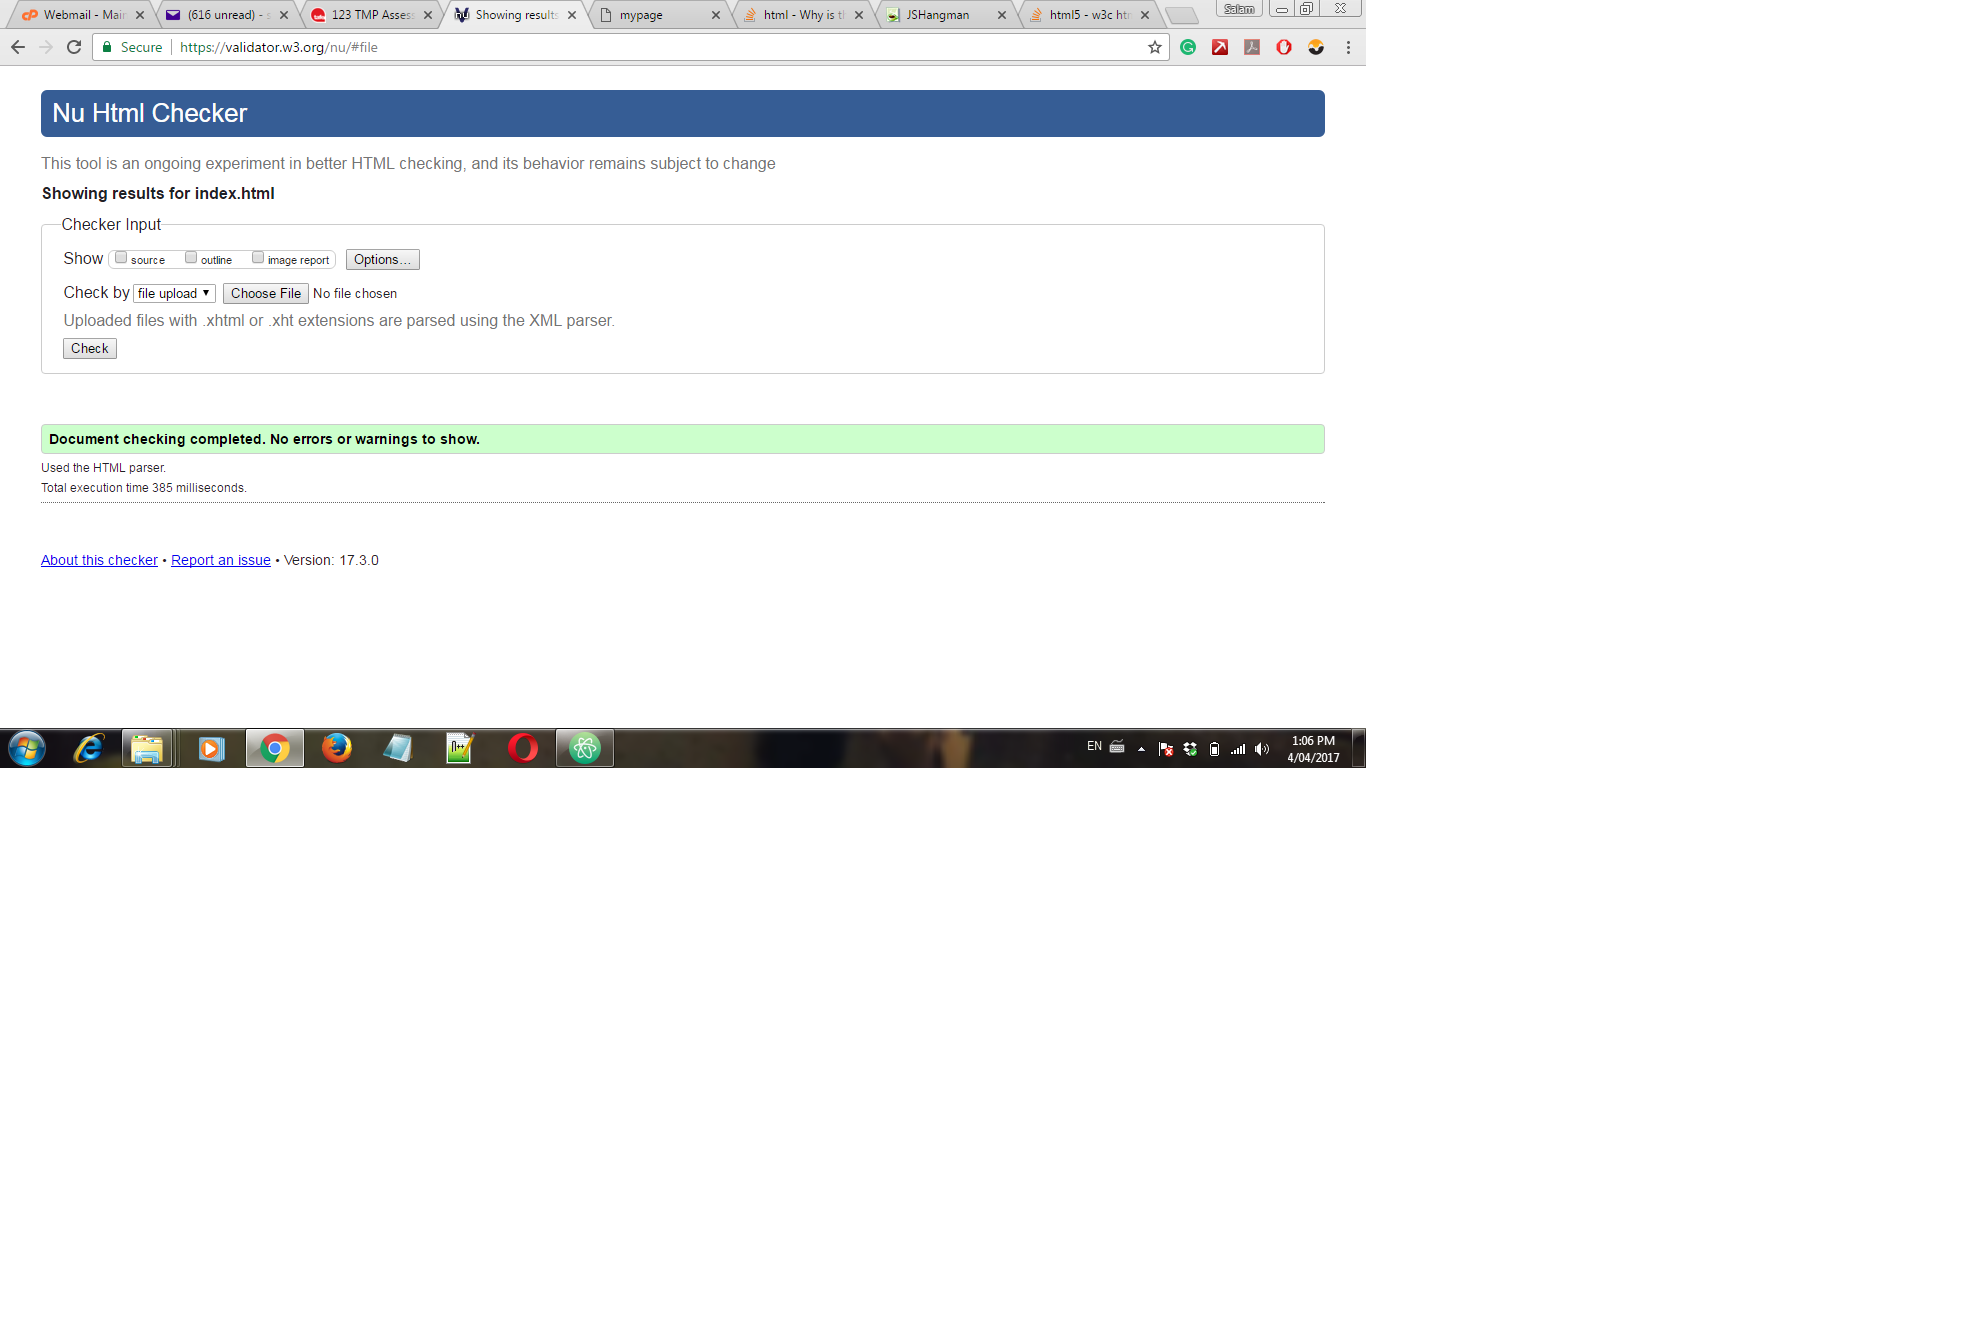 Webmail - Mair
(616 unread) - s
123 TMP Assess
Showing results
mypage
html - Why is th
JSHangman
html5 - w3c htm
Salam
Secure
https://validator.w3.org/nu/#file
Nu Html Checker
This tool is an ongoing experiment in better HTML checking, and its behavior remains subject to change
Showing results for index.html
Checker Input
Show source outline image report Options...
Check by file upload Choose File No file chosen
Uploaded files with .xhtml or .xht extensions are parsed using the XML parser.
Check
Document checking completed. No errors or warnings to show.
Used the HTML parser.
Total execution time 385 milliseconds.
About this checker • Report an issue • Version: 17.3.0
EN
1:06 PM
4/04/2017